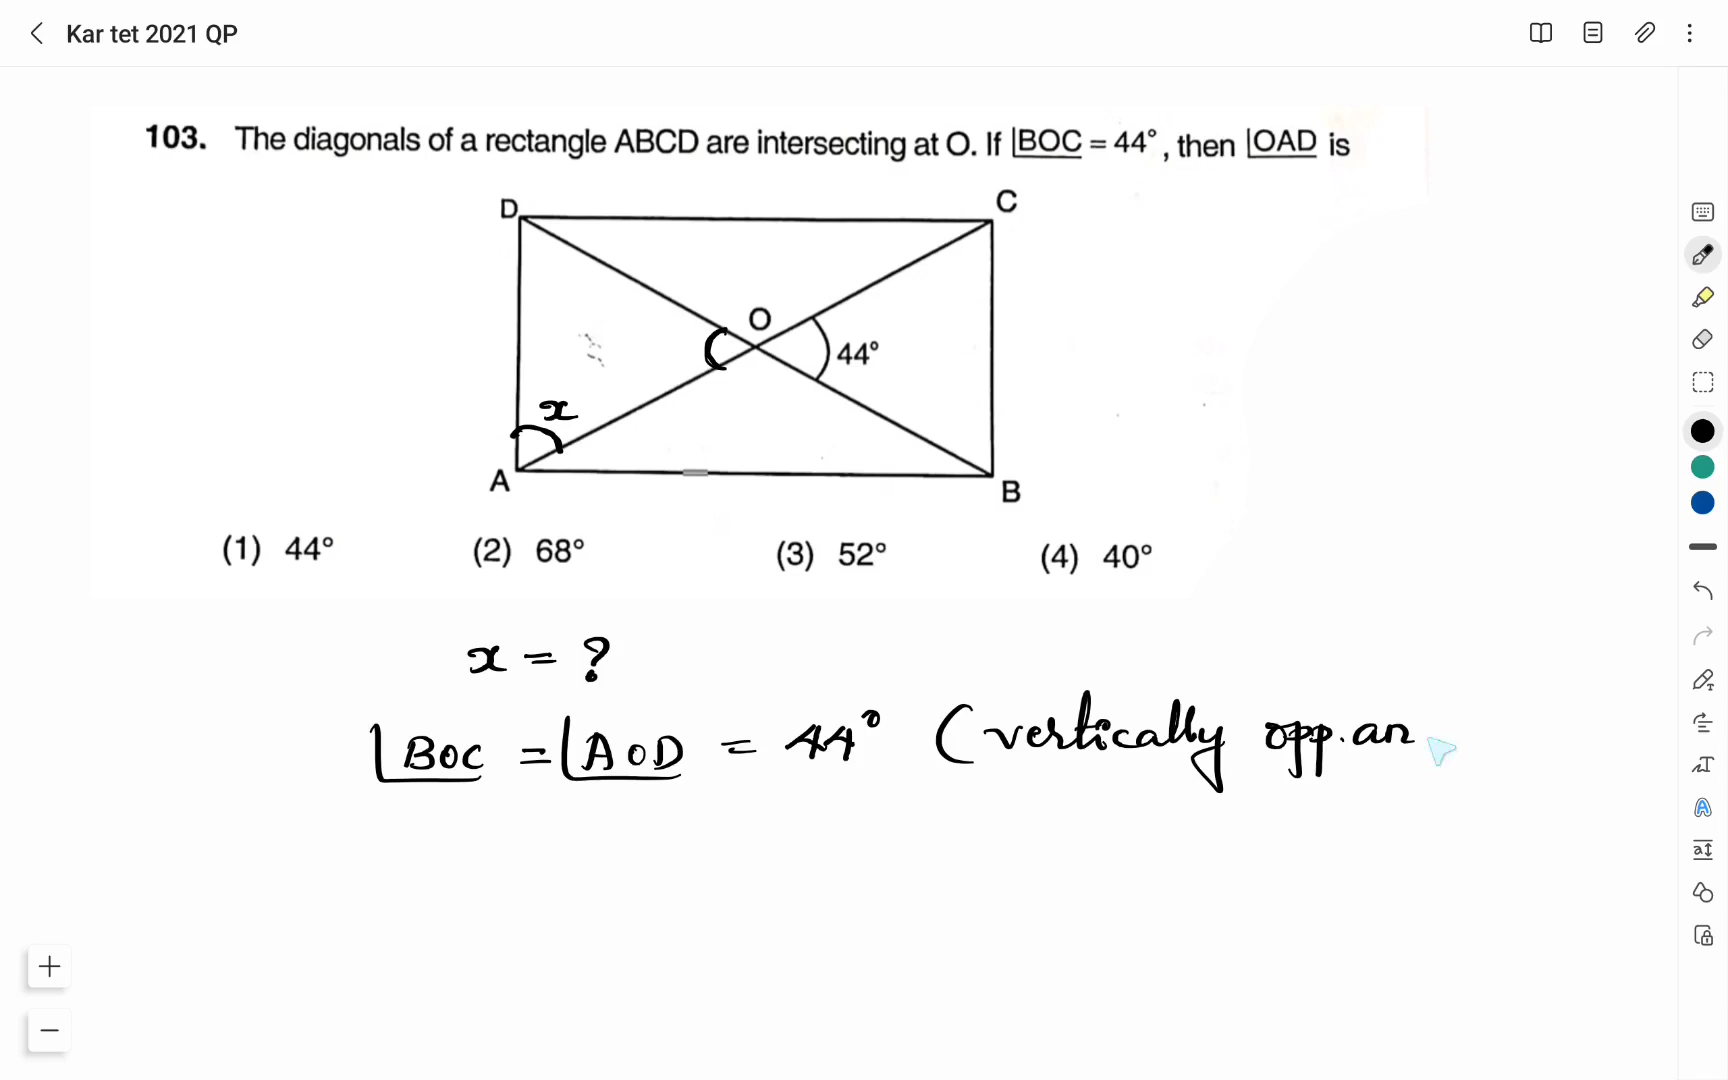 Kar tet 2021 QP
103. The diagonals of a rectangle ABCD are intersecting at O. If ∠BOC = 44°, then ∠OAD is
D
C
O
44°
x
A
B
(1) 44° (2) 68° (3) 52° (4) 40°
x = ?
∠BOC = ∠AOD = 44° (vertically opp. an